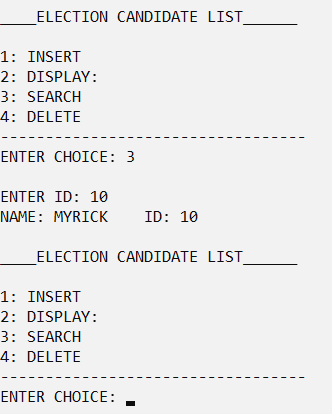 ____ELECTION CANDIDATE LIST______
1: INSERT
2: DISPLAY:
3: SEARCH
4: DELETE
----------------------------------
ENTER CHOICE: 3
ENTER ID: 10
NAME: MYRICK    ID: 10
____ELECTION CANDIDATE LIST______
1: INSERT
2: DISPLAY:
3: SEARCH
4: DELETE
----------------------------------
ENTER CHOICE: